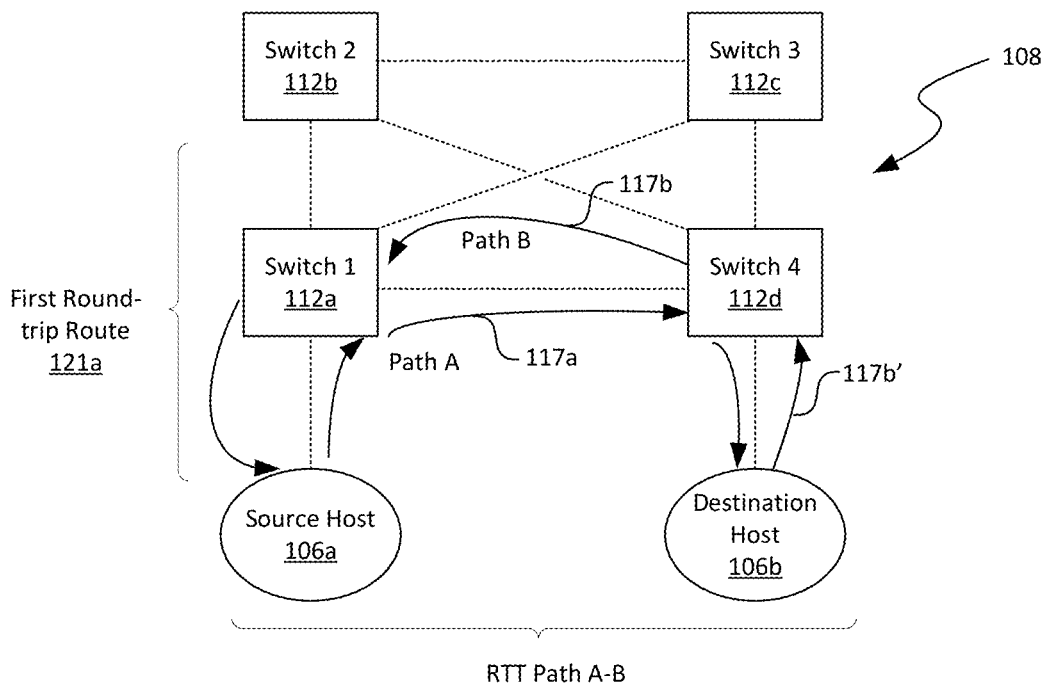 Switch 2
112b
Switch 3
112c
108
117b
Path B
Switch 1
112a
Switch 4
112d
First Round-
trip Route
121a
Path A
117a
117b’
Source Host
106a
Destination
Host
106b
RTT Path A-B